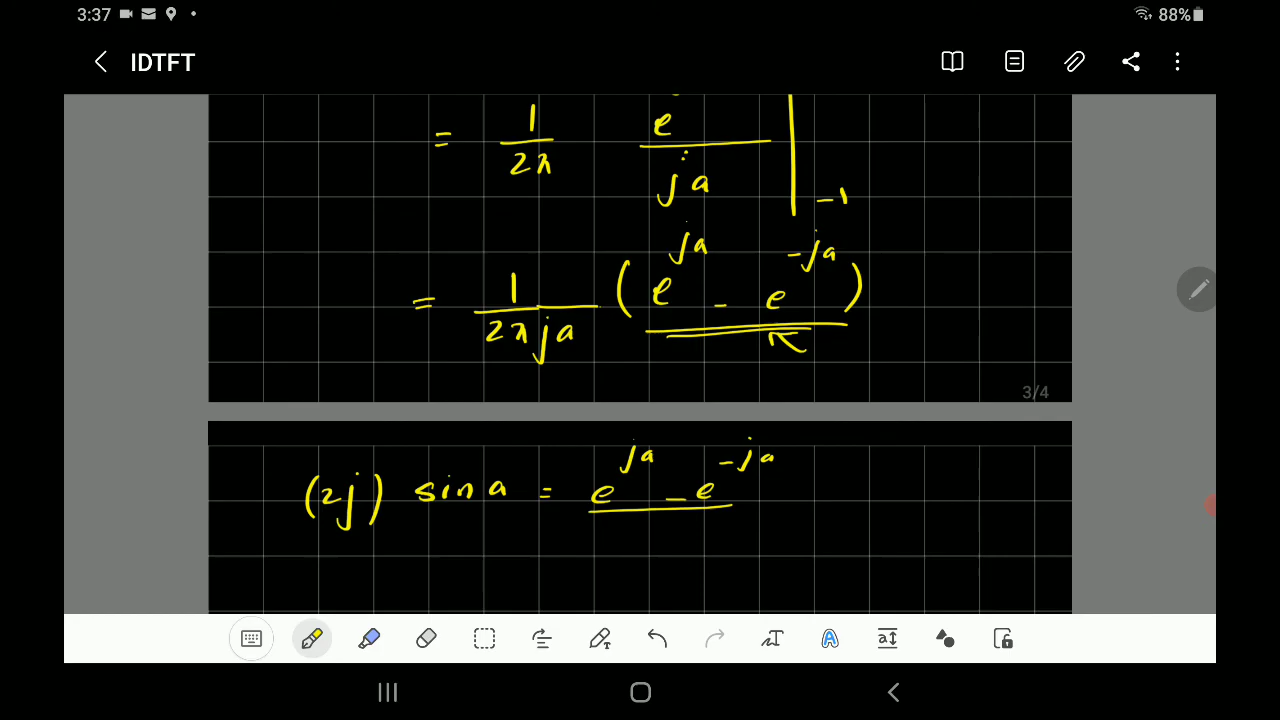 3:37 88%
IDTFT
= 1/2π e/ja |-1
= 1/2πja (e^ja - e^-ja)
3/4
(2j) sin a = e^ja - e^-ja